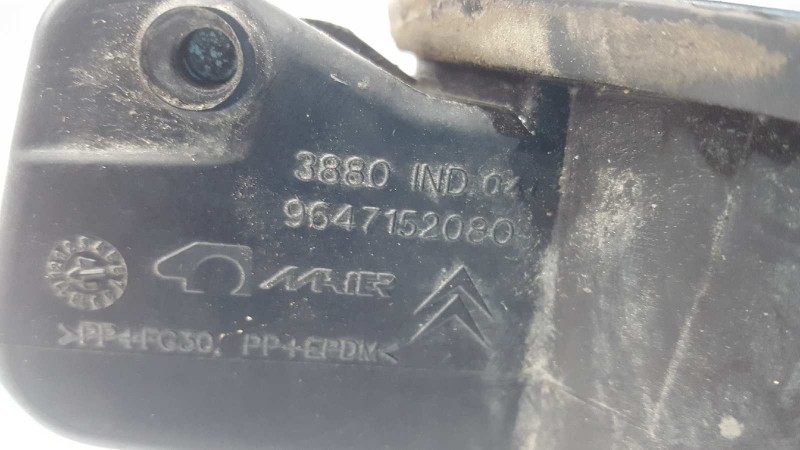 3880 IND 04
9647152080
MAIER
>PP+FG30/ PP+EPDM<